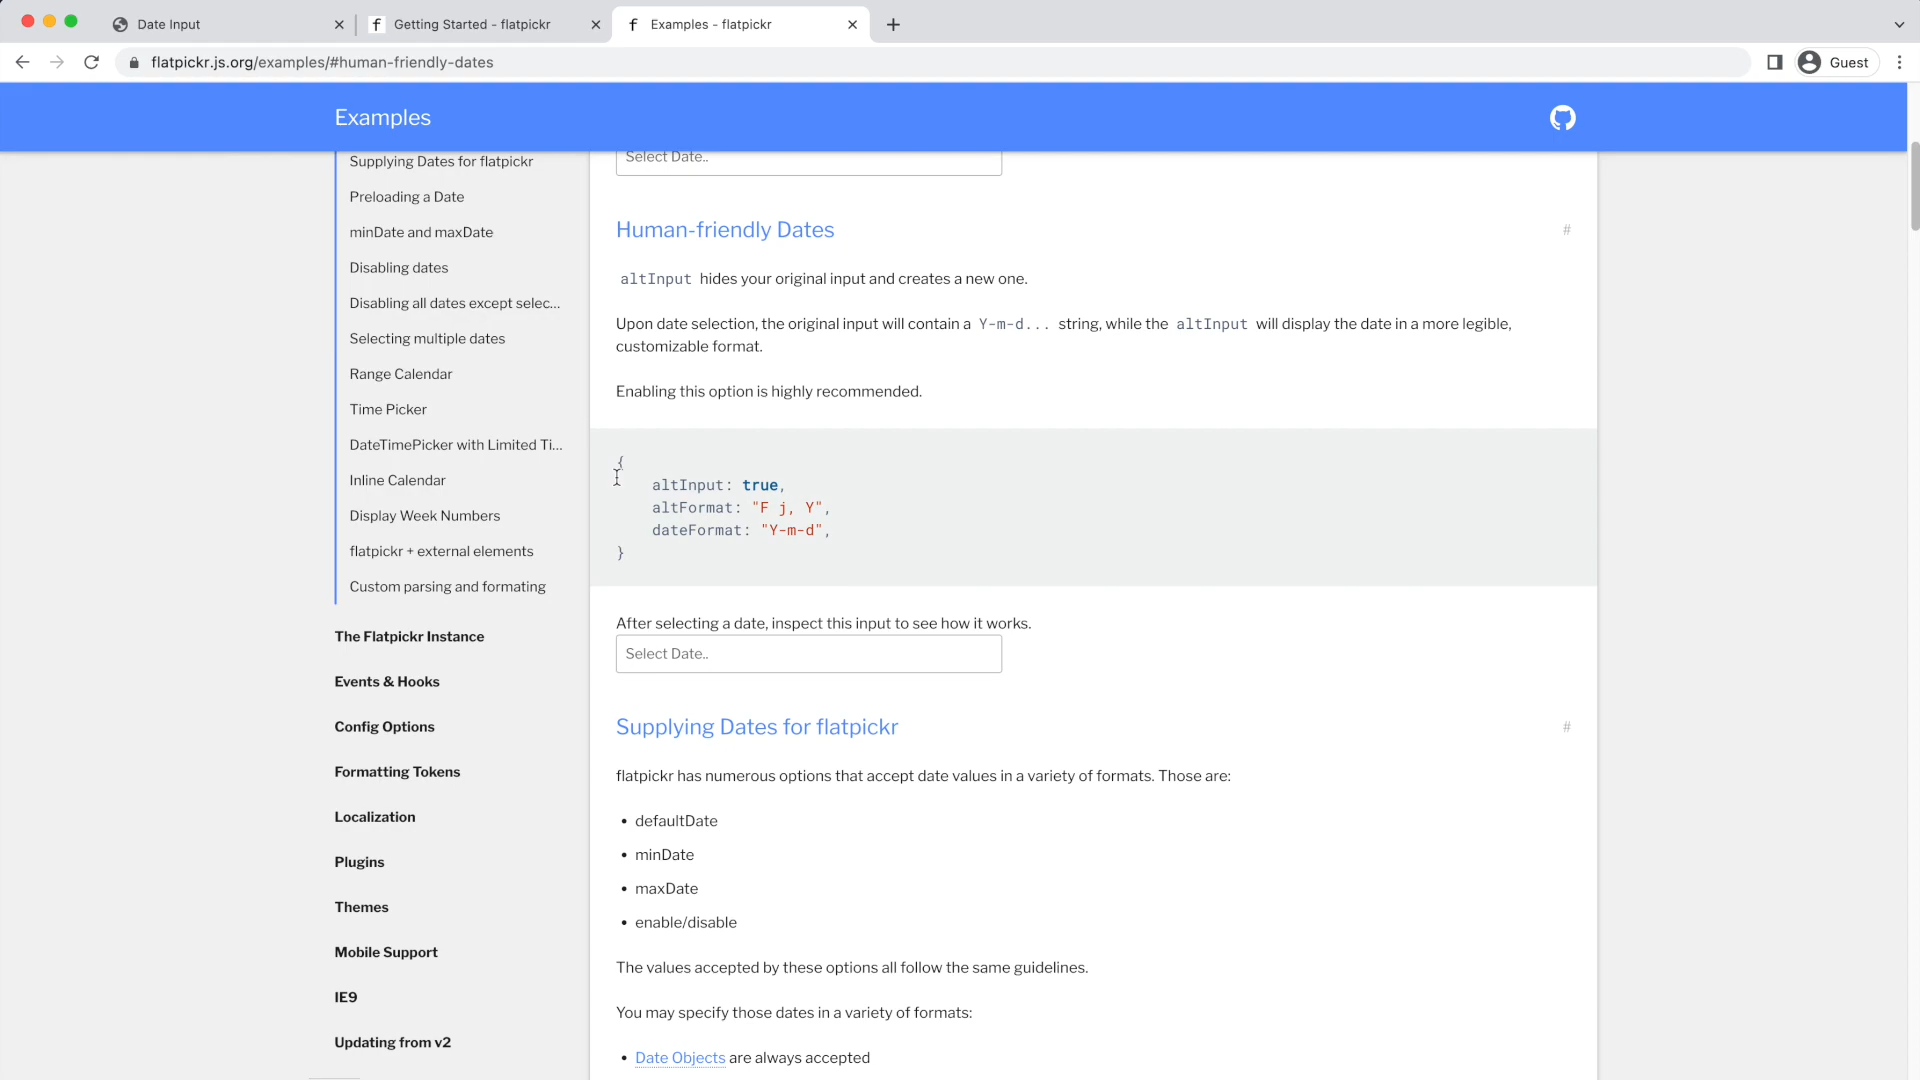 Date Input
Getting Started - flatpickr
Examples - flatpickr
flatpickr.js.org/examples/#human-friendly-dates
Guest
Examples
Supplying Dates for flatpickr
Preloading a Date
minDate and maxDate
Disabling dates
Disabling all dates except selec...
Selecting multiple dates
Range Calendar
Time Picker
DateTimePicker with Limited Ti...
Inline Calendar
Display Week Numbers
flatpickr + external elements
Custom parsing and formating
The Flatpickr Instance
Events & Hooks
Config Options
Formatting Tokens
Localization
Plugins
Themes
Mobile Support
IE9
Updating from v2
Select Date..
Human-friendly Dates #
altInput hides your original input and creates a new one.
Upon date selection, the original input will contain a Y-m-d... string, while the altInput will display the date in a more legible,
customizable format.
Enabling this option is highly recommended.
{
altInput: true,
altFormat: "F j, Y",
dateFormat: "Y-m-d",
}
After selecting a date, inspect this input to see how it works.
Select Date..
Supplying Dates for flatpickr #
flatpickr has numerous options that accept date values in a variety of formats. Those are:
• defaultDate
• minDate
• maxDate
• enable/disable
The values accepted by these options all follow the same guidelines.
You may specify those dates in a variety of formats:
• Date Objects are always accepted